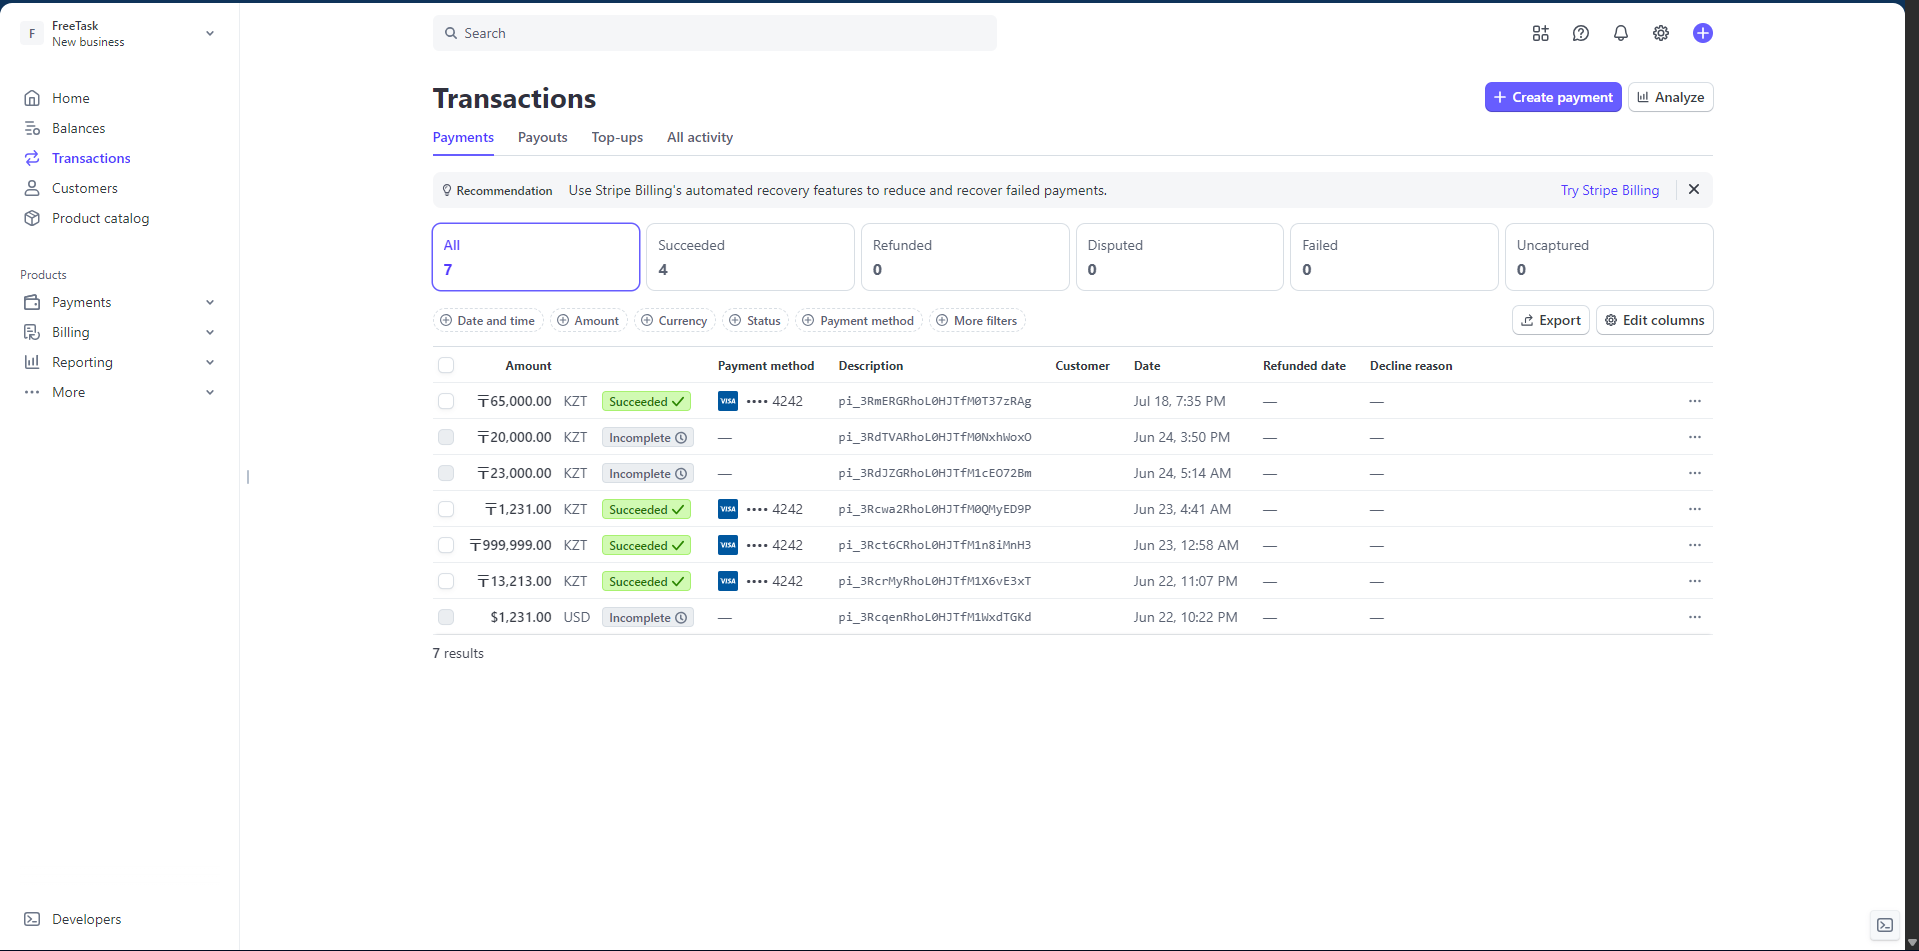 F
FreeTask
New business
Home
Balances
Transactions
Customers
Product catalog
Products
Payments
Billing
Reporting
More
Developers
Search
Transactions
Create payment
Analyze
Payments Payouts Top-ups All activity
Recommendation Use Stripe Billing's automated recovery features to reduce and recover failed payments. Try Stripe Billing
All Succeeded Refunded Disputed Failed Uncaptured
7 4 0 0 0 0
Date and time Amount Currency Status Payment method More filters Export Edit columns
Amount Payment method Description Customer Date Refunded date Decline reason
₸65,000.00 KZT Succeeded VISA •••• 4242 pi_3RmERGRhoL0HJTfM0T37zRAg Jul 18, 7:35 PM — —
₸20,000.00 KZT Incomplete — pi_3RdTVARhoL0HJTfM0NxhWoxO Jun 24, 3:50 PM — —
₸23,000.00 KZT Incomplete — pi_3RdJZGRhoL0HJTfM1cEO72Bm Jun 24, 5:14 AM — —
₸1,231.00 KZT Succeeded VISA •••• 4242 pi_3Rcwa2RhoL0HJTfM0QMyED9P Jun 23, 4:41 AM — —
₸999,999.00 KZT Succeeded VISA •••• 4242 pi_3Rct6CRhoL0HJTfM1n8iMnH3 Jun 23, 12:58 AM — —
₸13,213.00 KZT Succeeded VISA •••• 4242 pi_3RcrMyRhoL0HJTfM1X6vE3xT Jun 22, 11:07 PM — —
$1,231.00 USD Incomplete — pi_3RcqenRhoL0HJTfM1WxdTGKd Jun 22, 10:22 PM — —
7 results